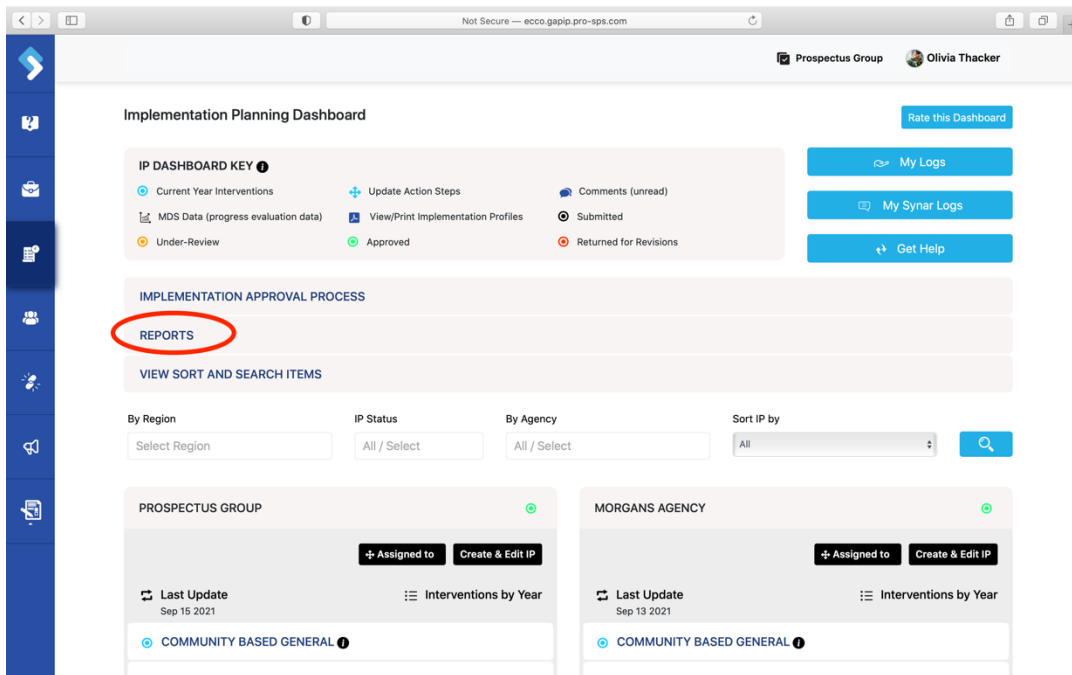 Not Secure — ecco.gapip.pro-sps.com
Prospectus Group Olivia Thacker
Implementation Planning Dashboard
Rate this Dashboard
IP DASHBOARD KEY
Current Year Interventions Update Action Steps Comments (unread)
MDS Data (progress evaluation data) View/Print Implementation Profiles Submitted
Under-Review Approved Returned for Revisions
My Logs
My Synar Logs
Get Help
IMPLEMENTATION APPROVAL PROCESS
REPORTS
VIEW SORT AND SEARCH ITEMS
By Region IP Status By Agency Sort IP by
Select Region All / Select All / Select All
PROSPECTUS GROUP
Assigned to Create & Edit IP
Last Update Interventions by Year
Sep 15 2021
COMMUNITY BASED GENERAL
MORGANS AGENCY
Assigned to Create & Edit IP
Last Update Interventions by Year
Sep 13 2021
COMMUNITY BASED GENERAL